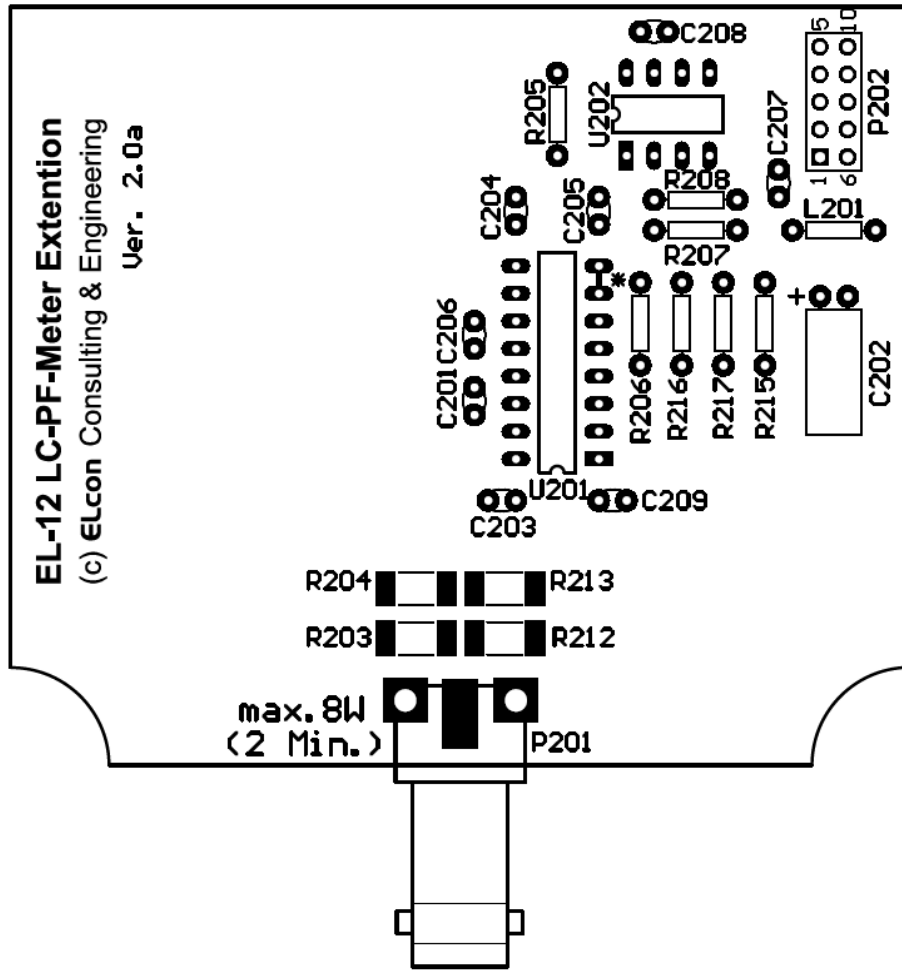 EL-12 LC-PF-Meter Extention
(c) ELcon Consulting & Engineering
Ver. 2.0a
C208
5
10
R205
U202
C207
P202
1
6
R208
C204
C205
L201
R207
*
+
C206
C201
R206
R216
R217
R215
C202
U201
C203
C209
R204
R213
R203
R212
max. 8W
(2 Min.)
P201